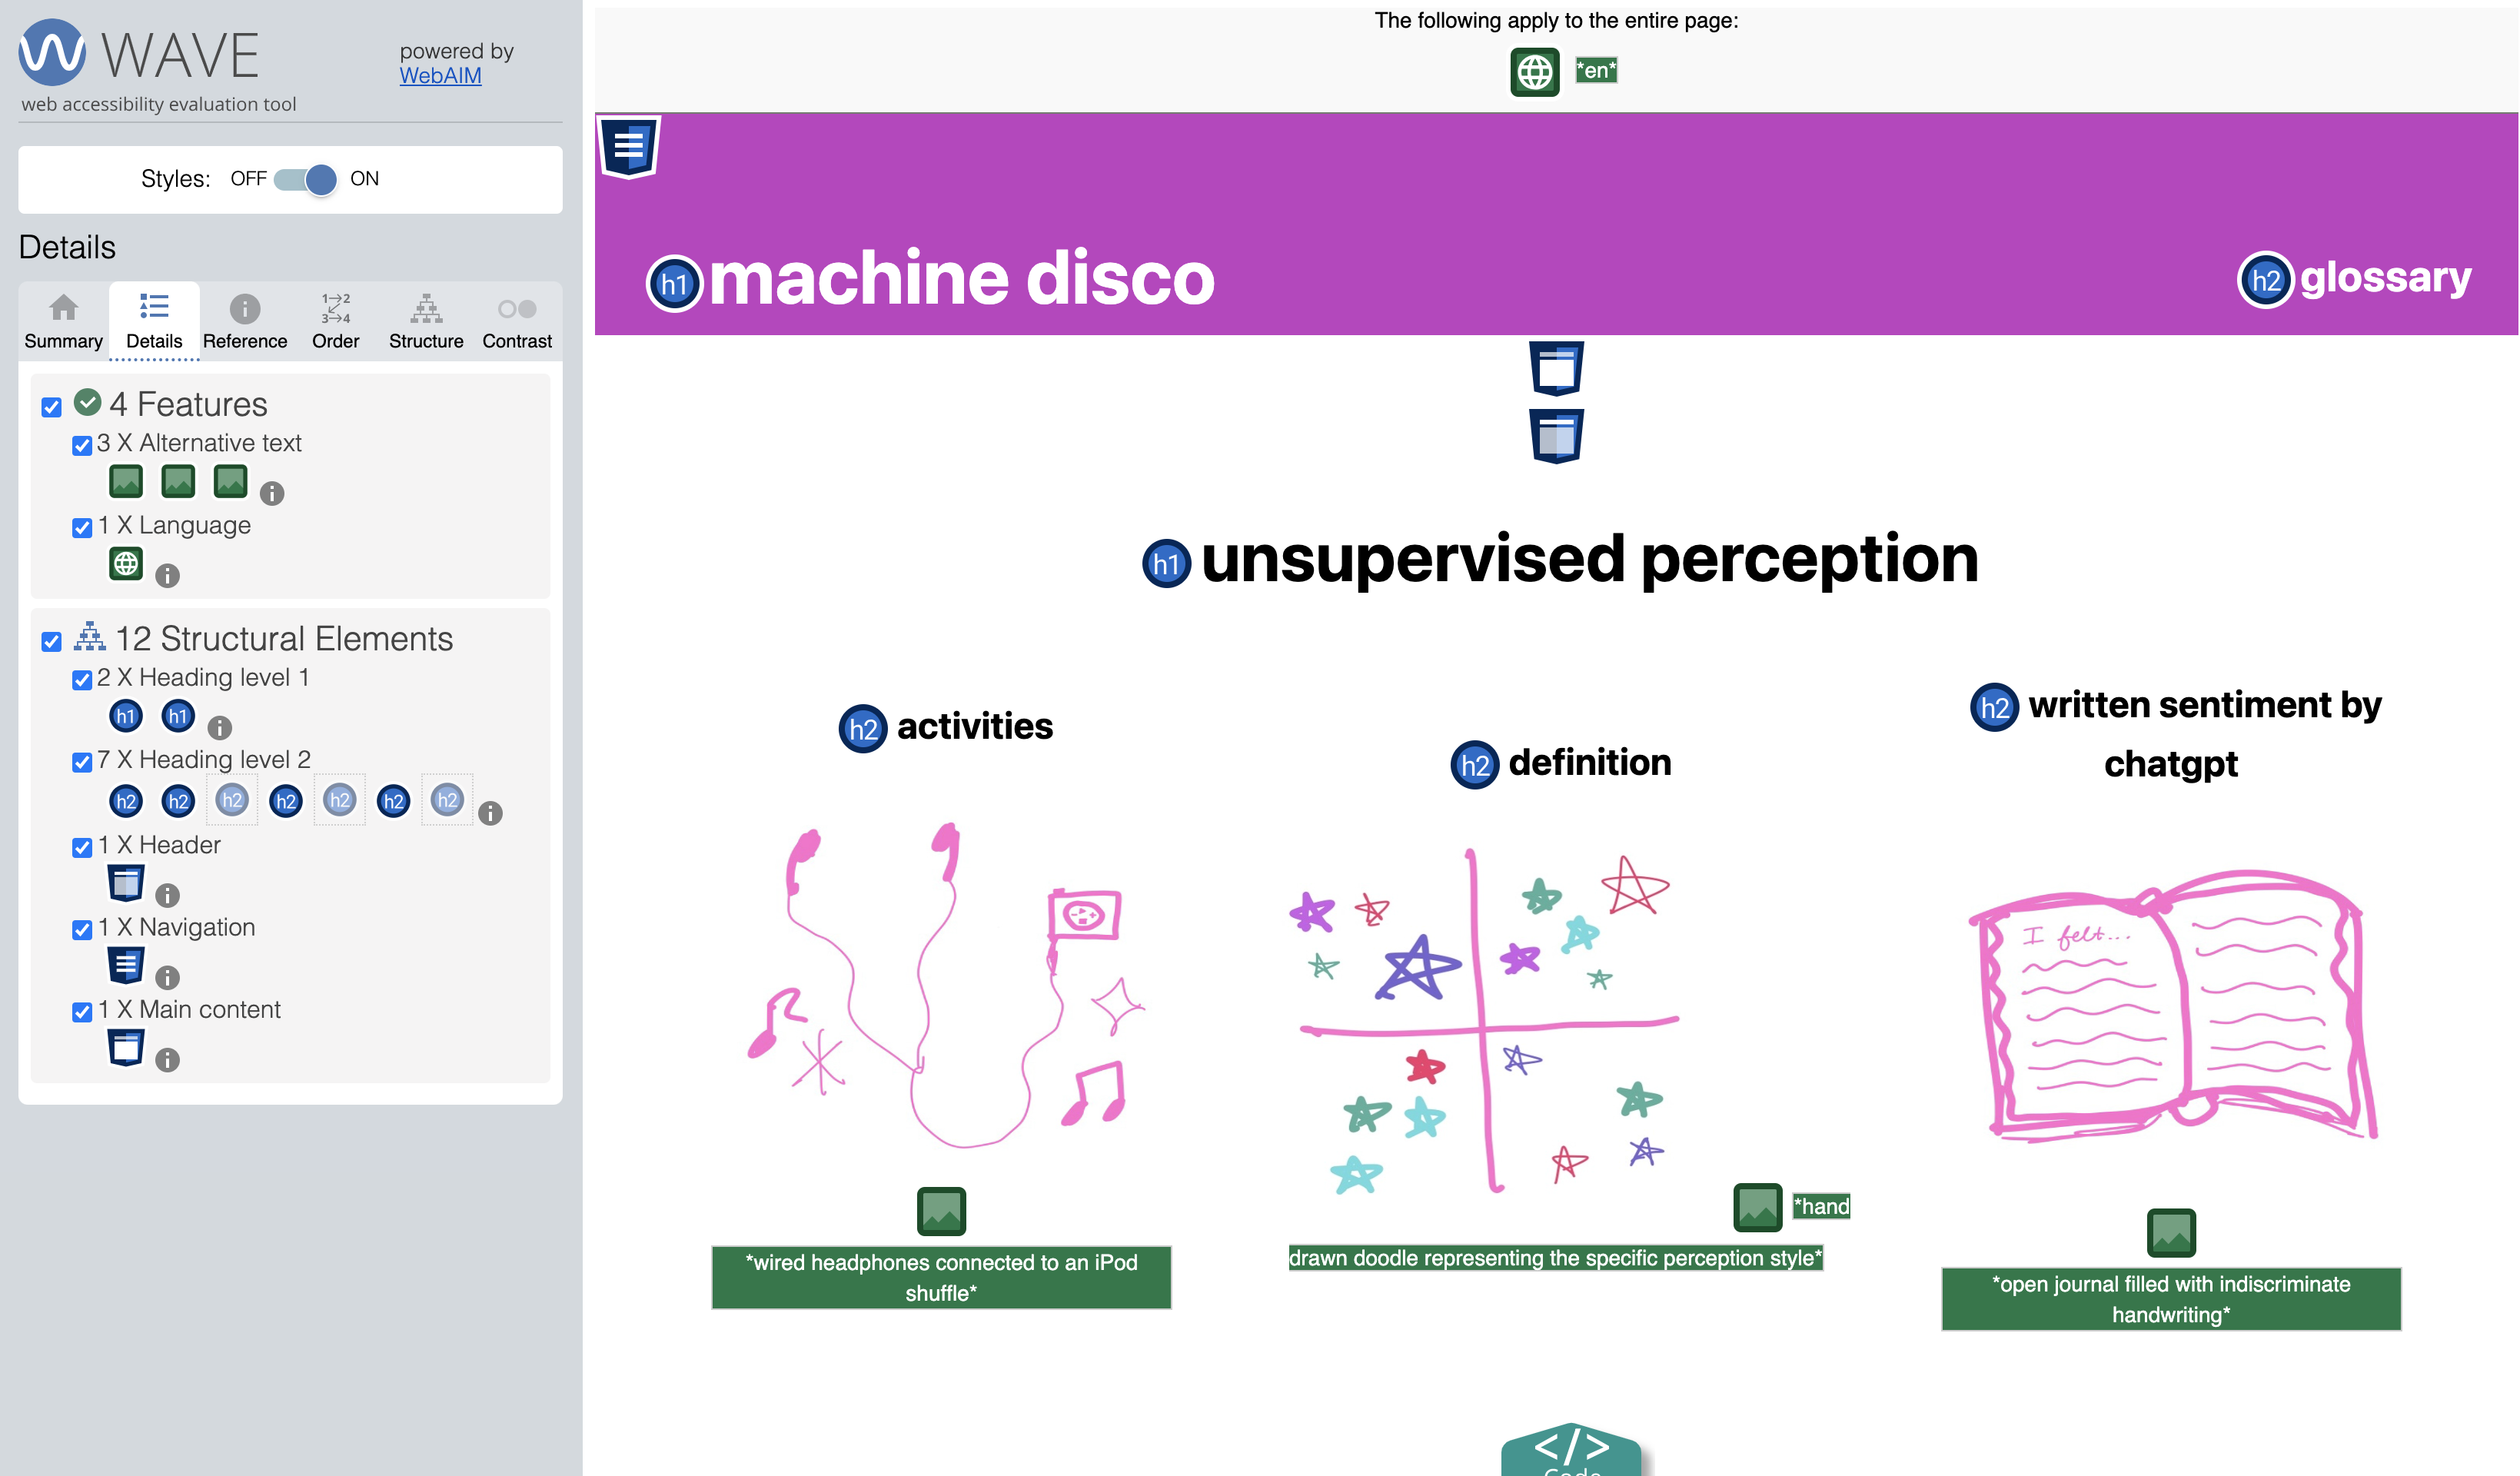 WAVE
powered by
WebAIM
web accessibility evaluation tool
Styles: OFF ON
Details
Summary Details Reference Order Structure Contrast
1→2
3→4
4 Features
3 X Alternative text
1 X Language
12 Structural Elements
2 X Heading level 1
h1 h1
7 X Heading level 2
h2 h2 h2 h2 h2 h2 h2
1 X Header
1 X Navigation
1 X Main content
The following apply to the entire page:
*en*
h1 machine disco
h2 glossary
h1 unsupervised perception
h2 activities
h2 definition
h2 written sentiment by
chatgpt
I felt...
*wired headphones connected to an iPod
shuffle*
*hand
drawn doodle representing the specific perception style*
*open journal filled with indiscriminate
handwriting*
</> 
Code